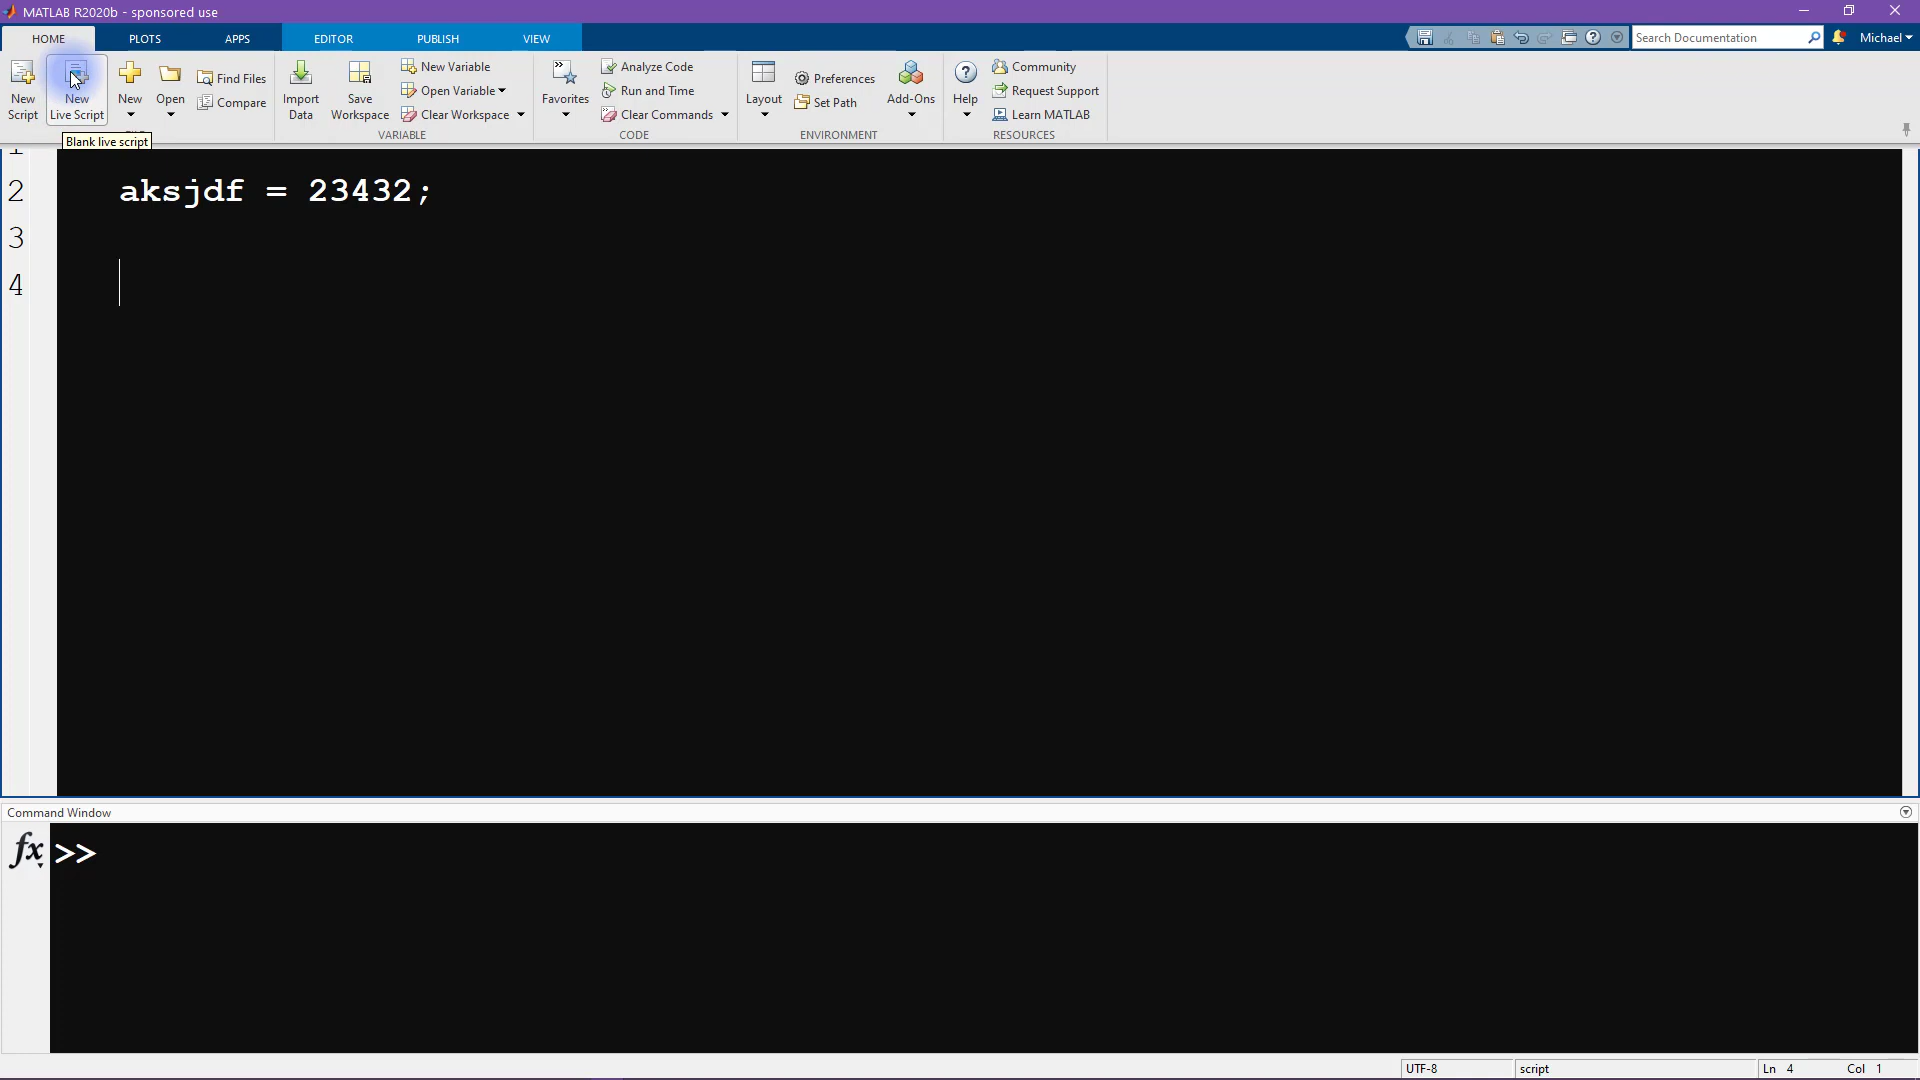 MATLAB R2020b - sponsored use
HOME PLOTS APPS EDITOR PUBLISH VIEW
Search Documentation
Michael
New Script
New Live Script
New
Open
Find Files
Compare
Import Data
Save Workspace
New Variable
Open Variable
Clear Workspace
VARIABLE
Favorites
Analyze Code
Run and Time
Clear Commands
CODE
Layout
Preferences
Set Path
Add-Ons
ENVIRONMENT
Help
Community
Request Support
Learn MATLAB
RESOURCES
Blank live script
2 aksjdf = 23432;
3
4
Command Window
fx >>
UTF-8 script Ln 4 Col 1